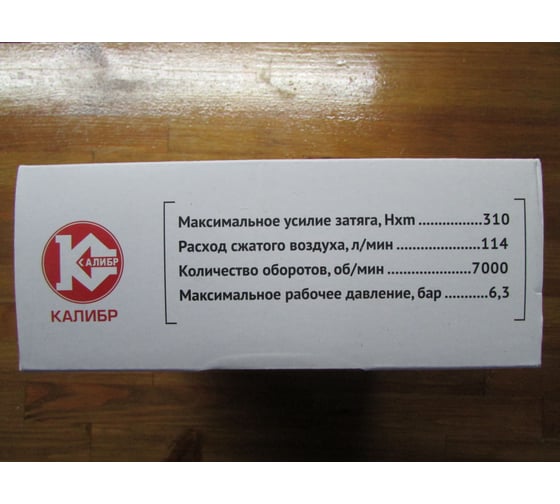 КАЛИБР
КАЛИБР
Максимальное усилие затяга, Нхm ................310
Расход сжатого воздуха, л/мин .....................114
Количество оборотов, об/мин ......................7000
Максимальное рабочее давление, бар ...........6,3